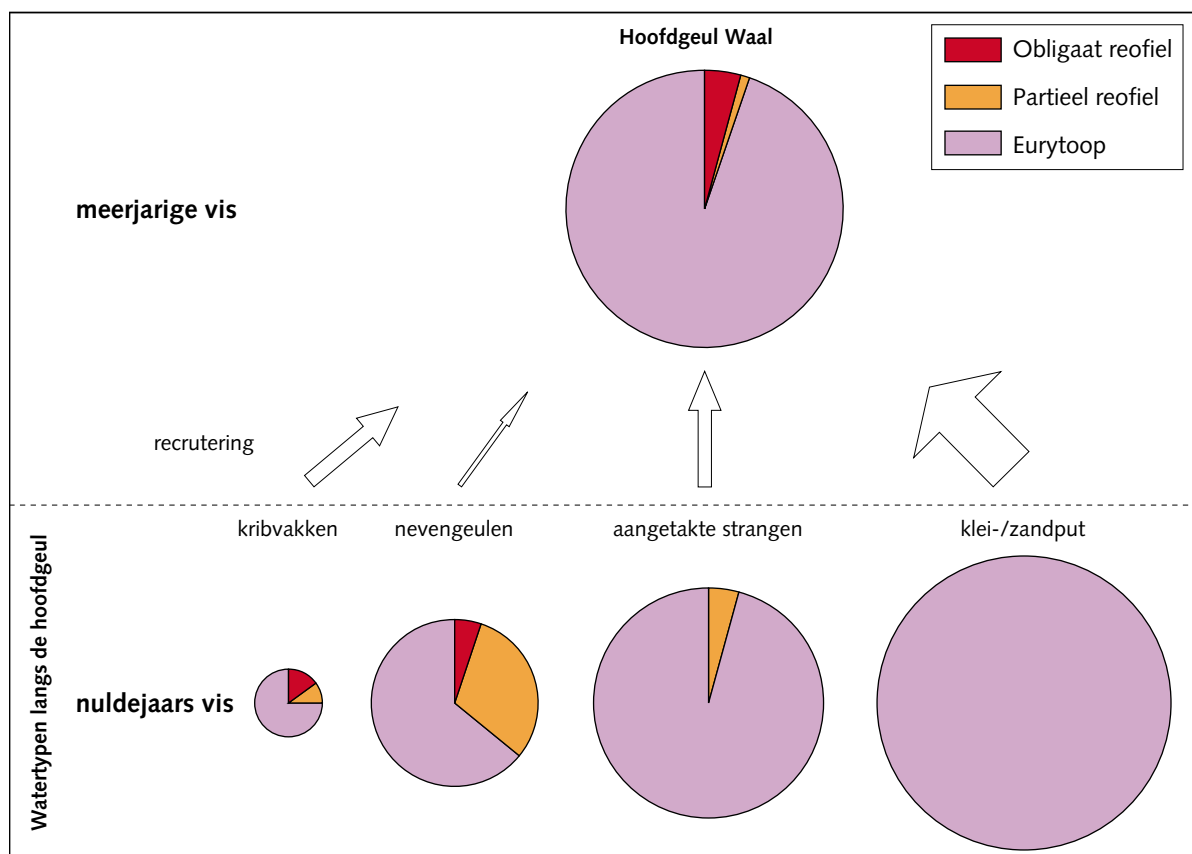 Hoofdgeul Waal
Obligaat reofiel
Partieel reofiel
Eurytoop
meerjarige vis
recrutering
kribvakken
nevengeulen
aangetakte strangen
klei-/zandput
Watertypen langs de hoofdgeul
nuldejaars vis